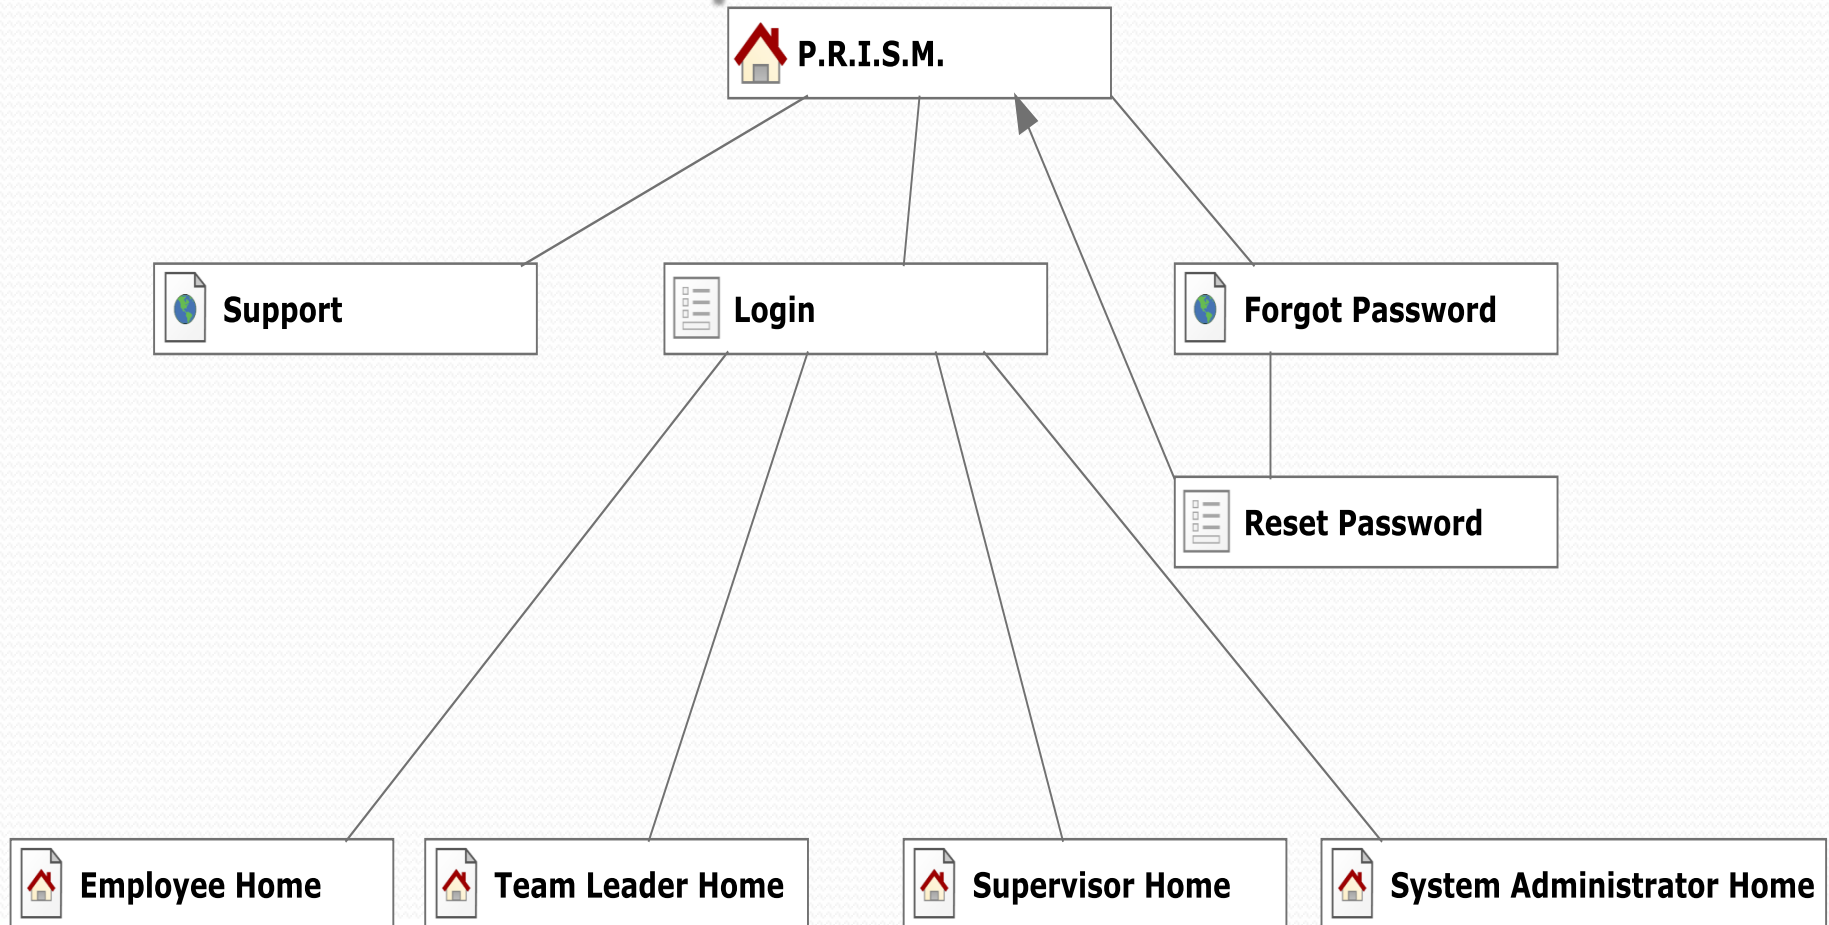 P.R.I.S.M.
Support
Login
Forgot Password
Reset Password
Employee Home
Team Leader Home
Supervisor Home
System Administrator Home